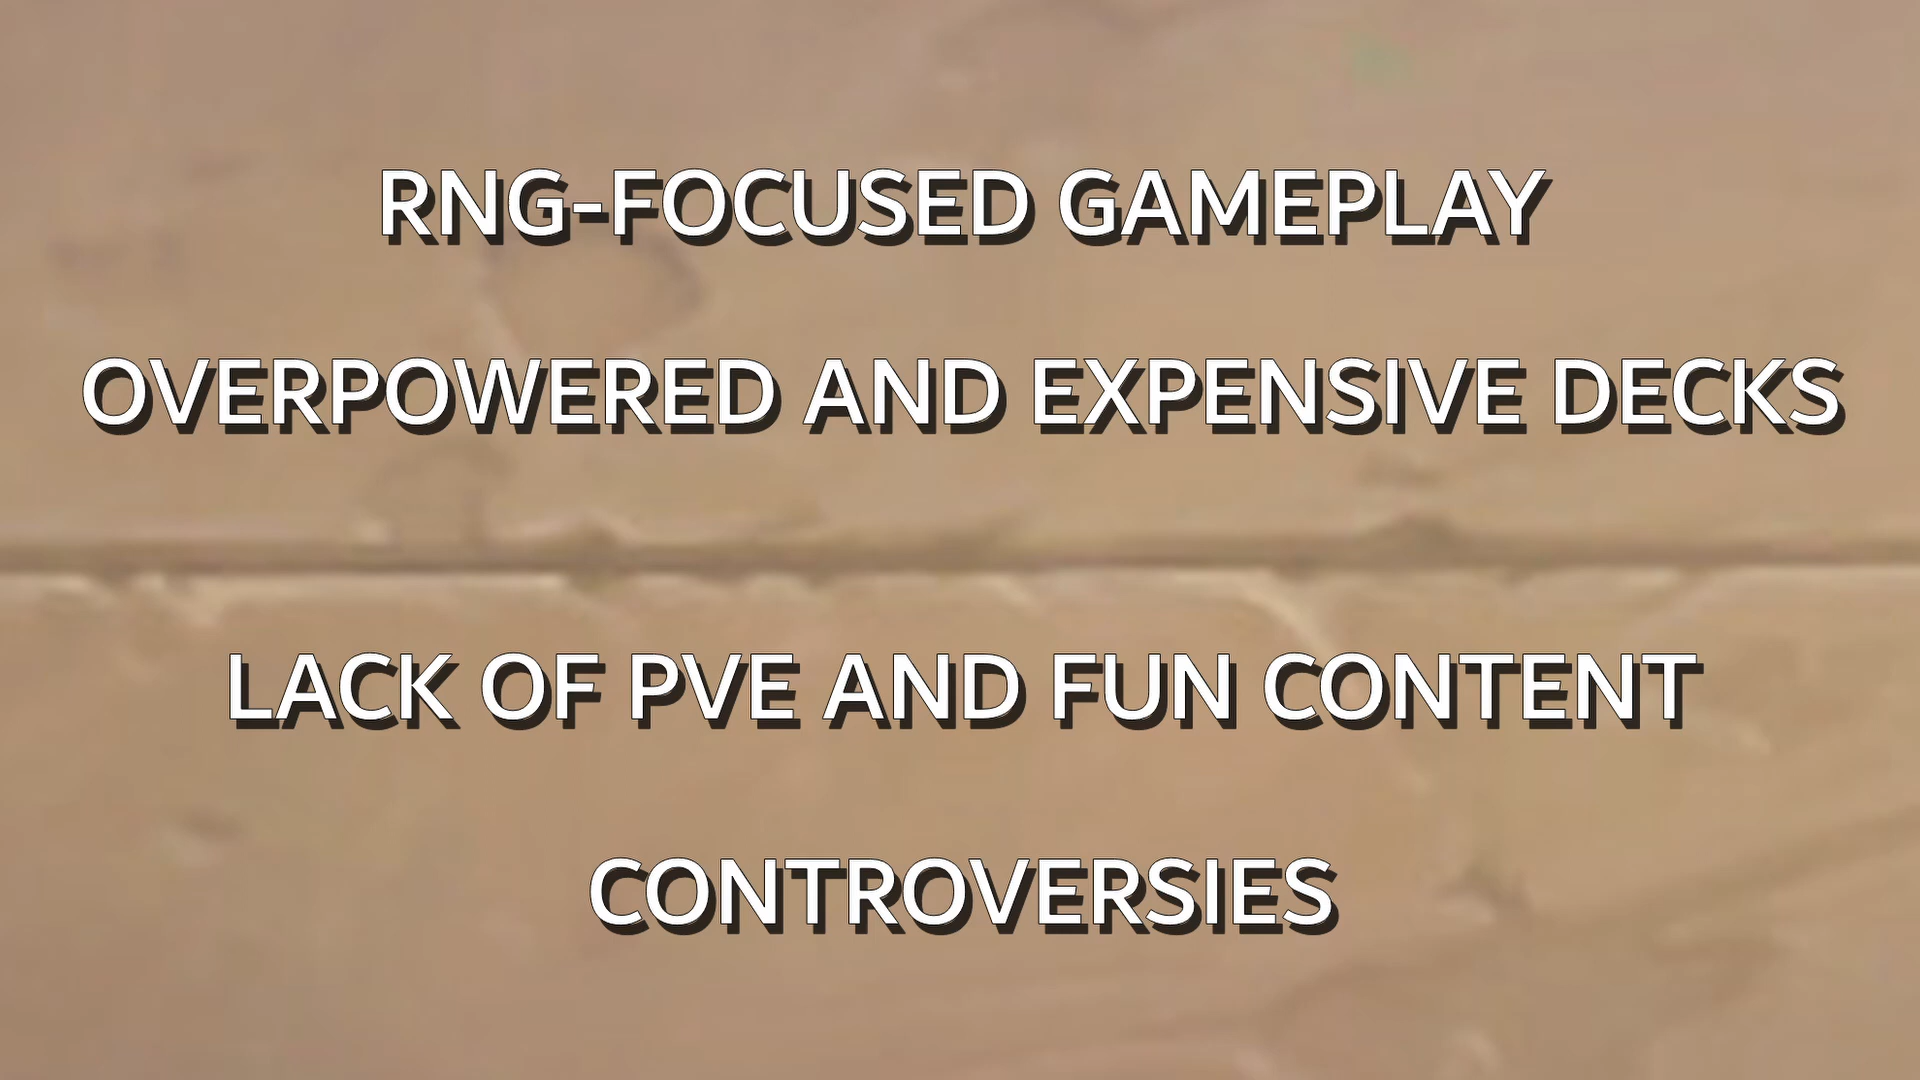 RNG-FOCUSED GAMEPLAY
OVERPOWERED AND EXPENSIVE DECKS
LACK OF PVE AND FUN CONTENT
CONTROVERSIES